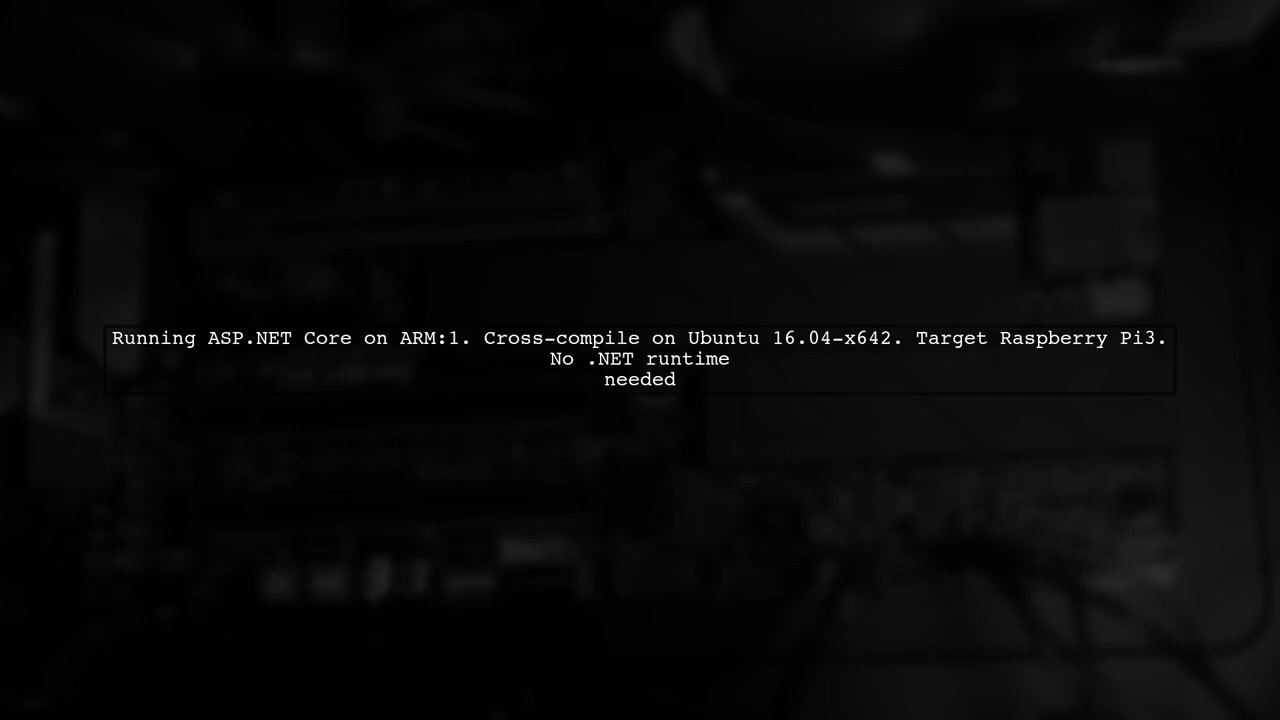 Running ASP.NET Core on ARM:1. Cross-compile on Ubuntu 16.04-x642. Target Raspberry Pi3.
No .NET runtime
needed